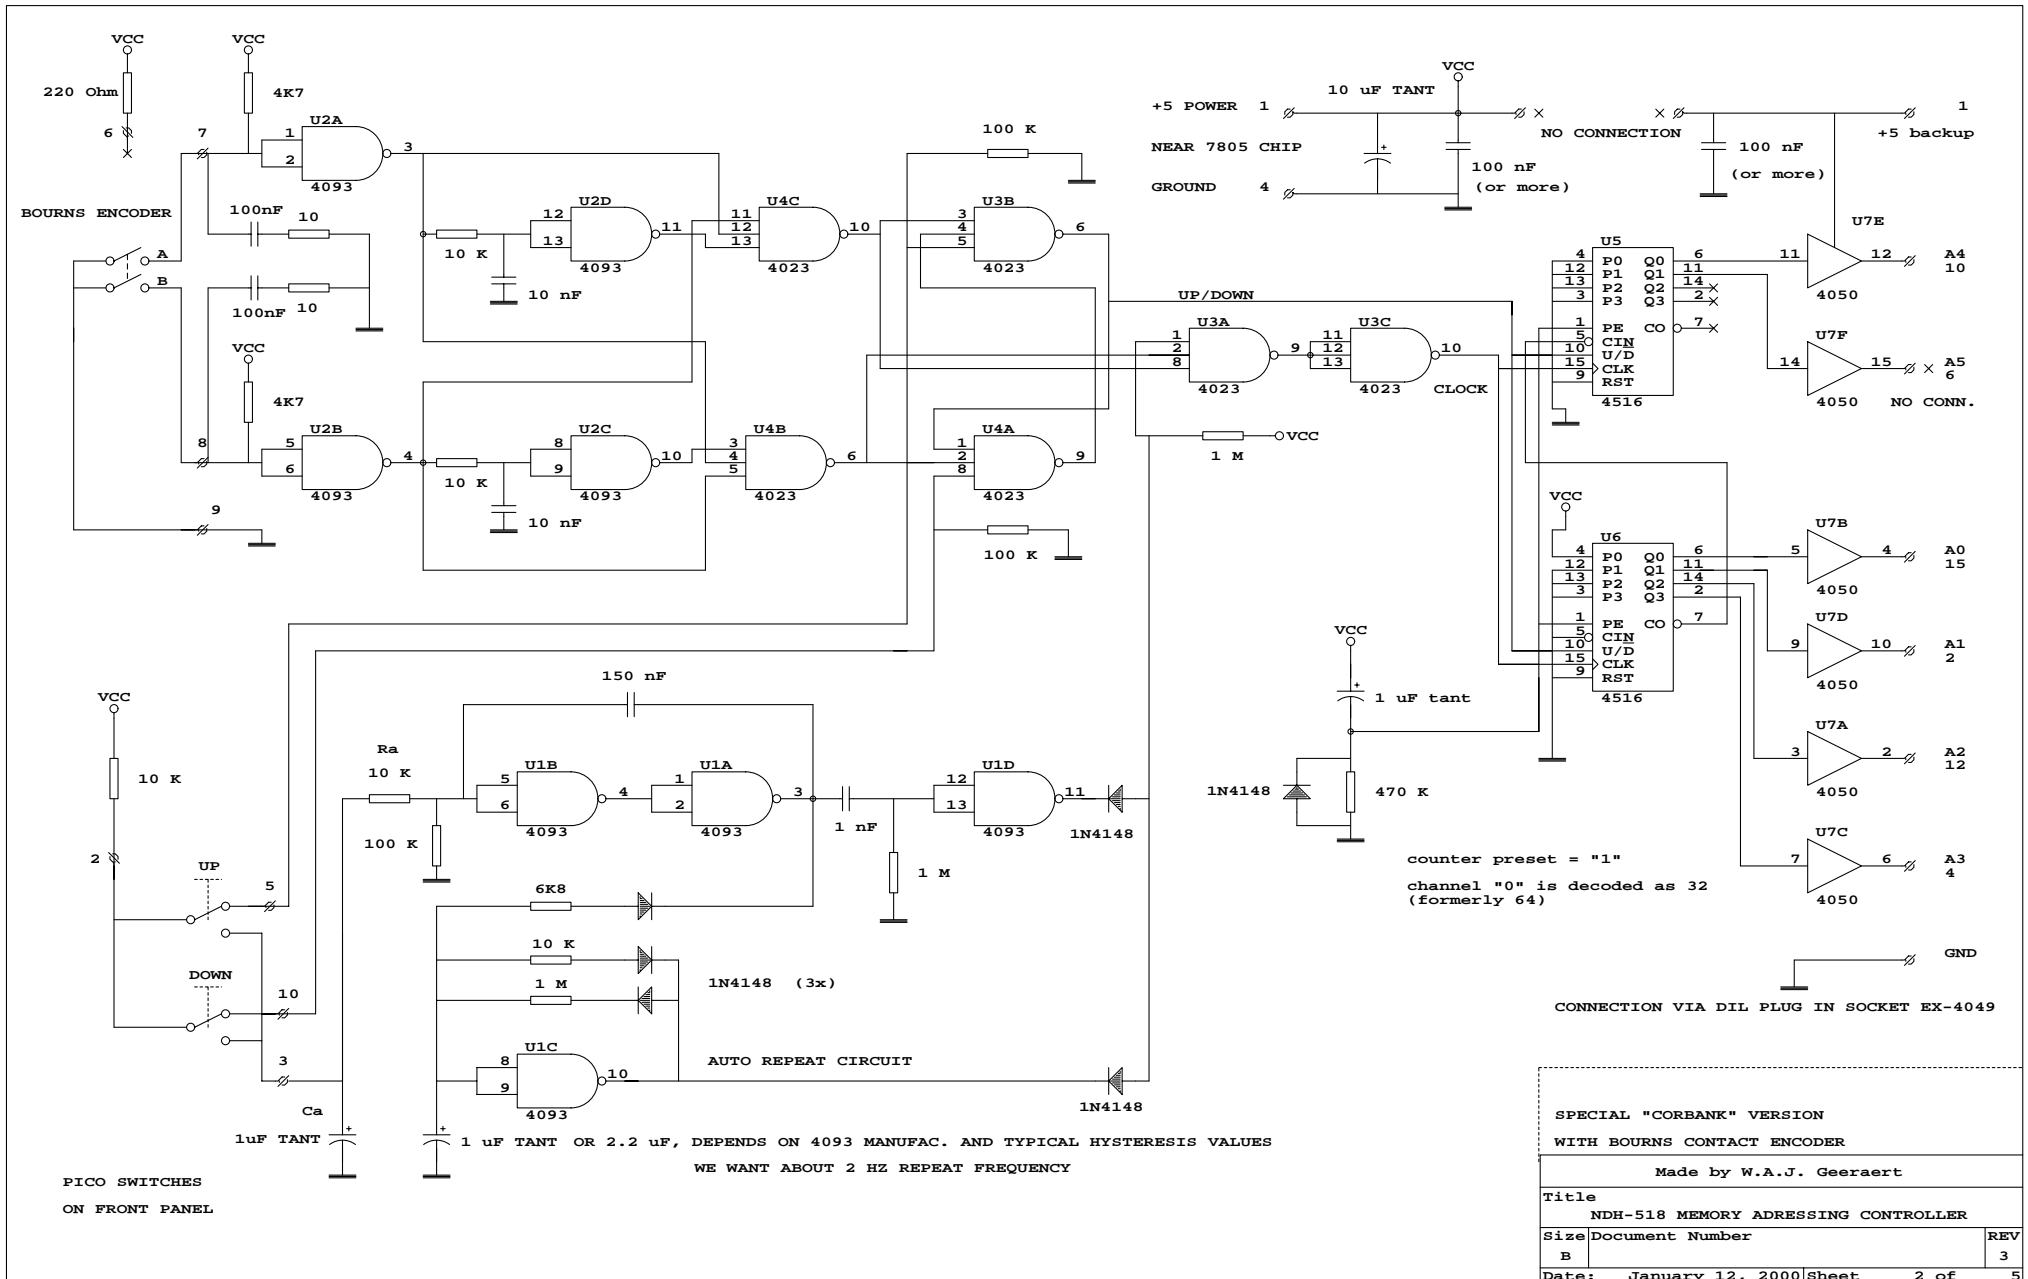 VCC
220 Ohm
6
VCC
4K7
7
BOURNS ENCODER
A
B
100nF
10
100nF
10
VCC
4K7
8
9
U2A
1
2
3
4093
U2B
5
6
4
4093
10 K
10 nF
U2D
12
13
11
4093
10 K
10 nF
U2C
8
9
10
4093
U4C
11
12
13
10
4023
U4B
3
4
5
6
4023
100 K
U3B
3
4
5
6
4023
U4A
1
2
8
9
4023
100 K
UP/DOWN
U3A
1
2
8
9
4023
U3C
11
12
13
10
4023
CLOCK
1 M
VCC
+5 POWER 1
NEAR 7805 CHIP
GROUND 4
10 uF TANT
+
VCC
100 nF
(or more)
NO CONNECTION
100 nF
(or more)
1
+5 backup
U5
4 P0 Q0 6
12 P1 Q1 11
13 P2 Q2 14
3 P3 Q3 2
1 PE CO 7
5 CIN
10 U/D
15 CLK
9 RST
4516
U7E
11
12
4050
A4
10
U7F
14
15
4050
A5
6
NO CONN.
VCC
U6
4 P0 Q0 6
12 P1 Q1 11
13 P2 Q2 14
3 P3 Q3 2
1 PE CO 7
5 CIN
10 U/D
15 CLK
9 RST
4516
U7B
5
4
4050
A0
15
U7D
9
10
4050
A1
2
U7A
3
2
4050
A2
12
U7C
7
6
4050
A3
4
VCC
+
1 uF tant
1N4148
470 K
counter preset = "1"
channel "0" is decoded as 32
(formerly 64)
GND
CONNECTION VIA DIL PLUG IN SOCKET EX-4049
VCC
10 K
2
UP
5
DOWN
10
3
Ca
1uF TANT
+
PICO SWITCHES
ON FRONT PANEL
150 nF
Ra
10 K
100 K
U1B
5
6
4
4093
U1A
1
2
3
4093
1 nF
1 M
U1D
12
13
11
4093
1N4148
6K8
10 K
1 M
1N4148 (3x)
U1C
8
9
10
4093
AUTO REPEAT CIRCUIT
1N4148
+
1 uF TANT OR 2.2 uF, DEPENDS ON 4093 MANUFAC. AND TYPICAL HYSTERESIS VALUES
WE WANT ABOUT 2 HZ REPEAT FREQUENCY
SPECIAL "CORBANK" VERSION
WITH BOURNS CONTACT ENCODER
Made by W.A.J. Geeraert
Title
NDH-518 MEMORY ADRESSING CONTROLLER
Size Document Number REV
B 3
Date: January 12, 2000 Sheet 2 of 5